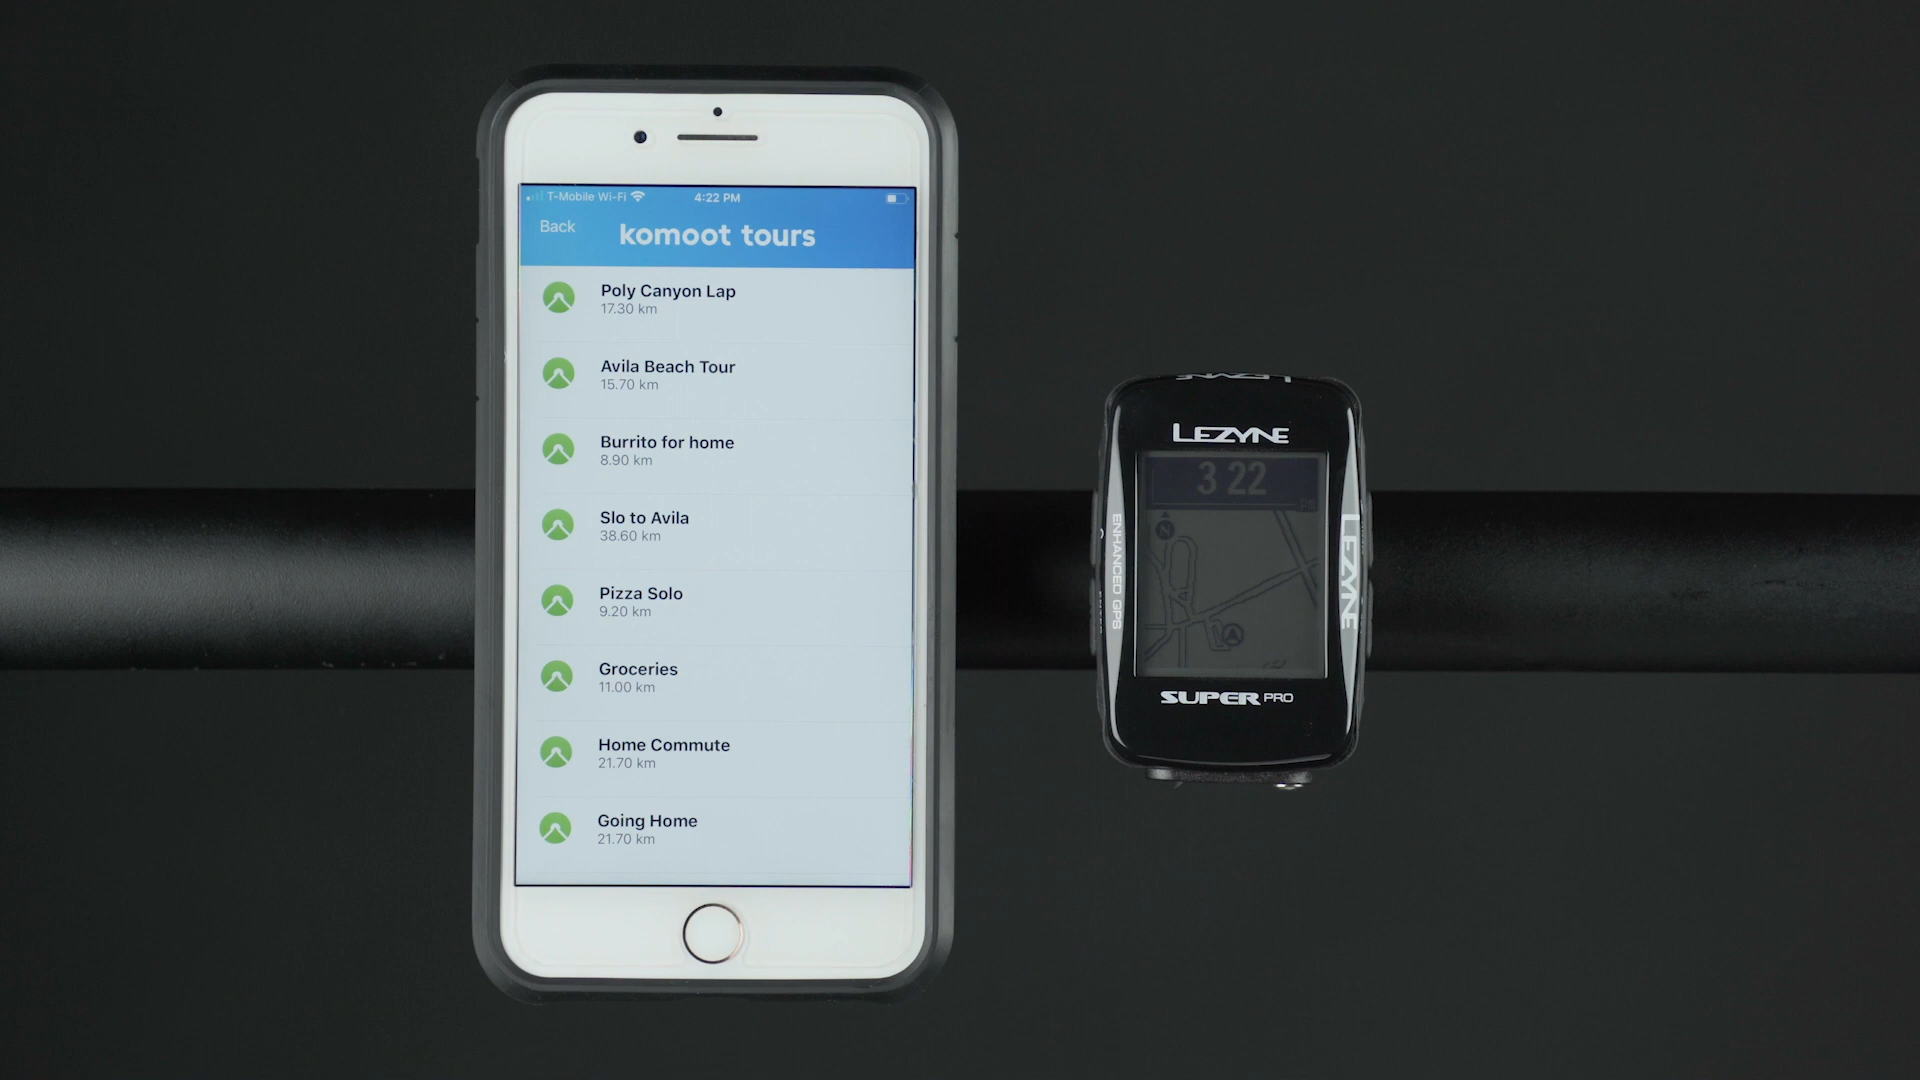 T-Mobile Wi-Fi 4:22 PM
Back
komoot tours
Poly Canyon Lap
17.30 km
Avila Beach Tour
15.70 km
Burrito for home
8.90 km
Slo to Avila
38.60 km
Pizza Solo
9.20 km
Groceries
11.00 km
Home Commute
21.70 km
Going Home
21.70 km
LEZYNE
LEZYNE
3 22
ENHANCED GPS
LEZYNE
SUPER PRO